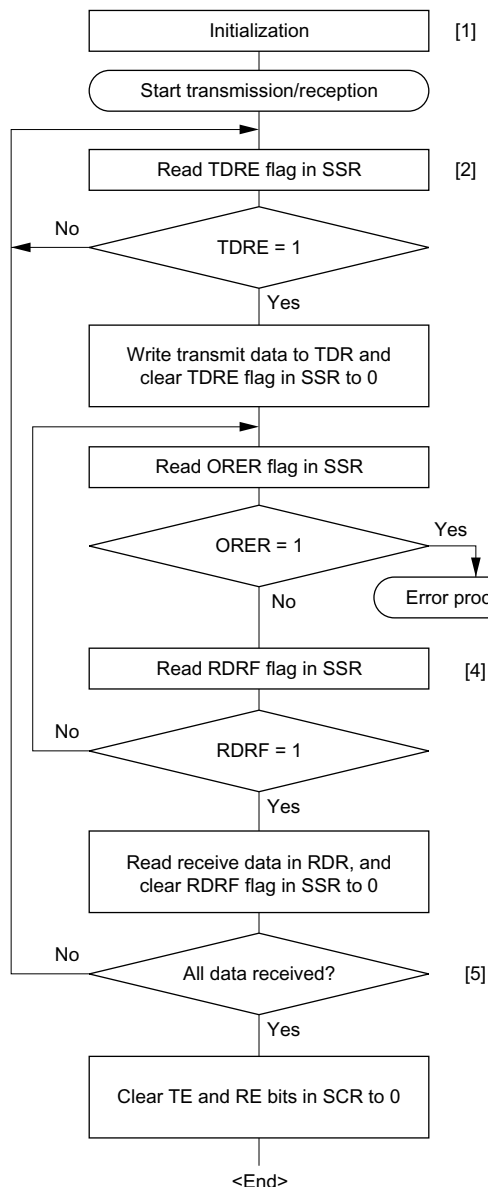 Initialization [1]
Start transmission/reception
Read TDRE flag in SSR [2]
No
TDRE = 1
Yes
Write transmit data to TDR and
clear TDRE flag in SSR to 0
Read ORER flag in SSR
Yes
ORER = 1
No
Error proc
Read RDRF flag in SSR [4]
No
RDRF = 1
Yes
Read receive data in RDR, and
clear RDRF flag in SSR to 0
No
All data received? [5]
Yes
Clear TE and RE bits in SCR to 0
<End>